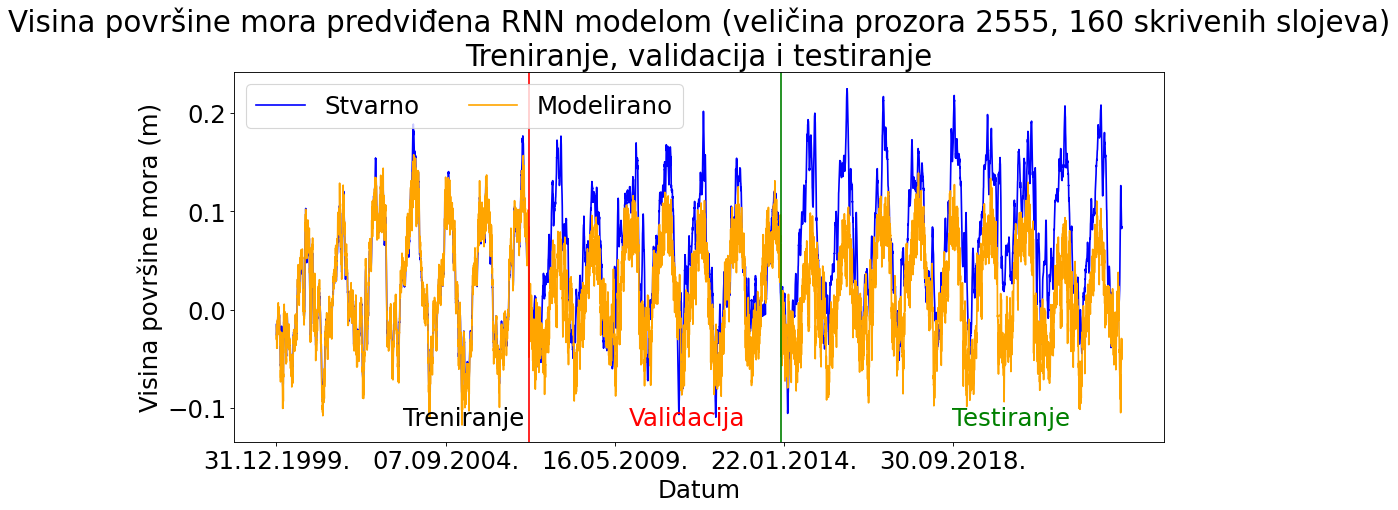 Visina površine mora predviđena RNN modelom (veličina prozora 2555, 160 skrivenih slojeva)
Treniranje, validacija i testiranje
Stvarno
Modelirano
Visina površine mora (m)
0.2
0.1
0.0
−0.1
Treniranje
Validacija
Testiranje
31.12.1999.
07.09.2004.
16.05.2009.
22.01.2014.
30.09.2018.
Datum